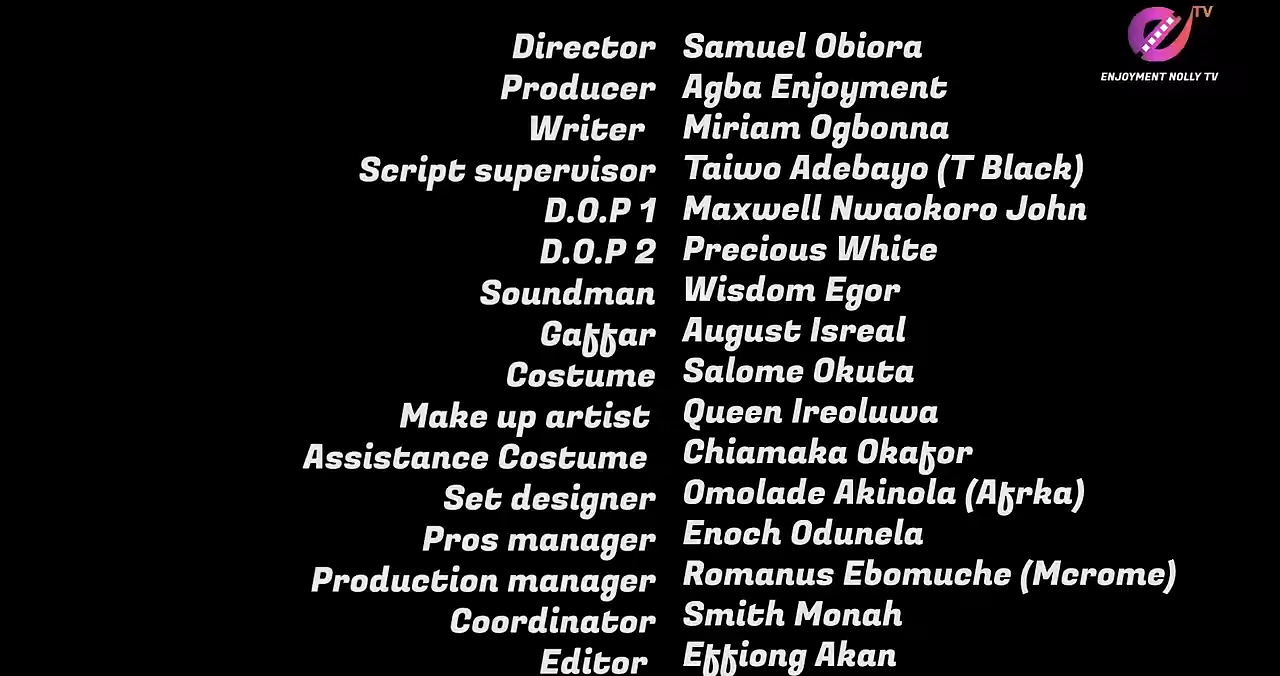 Director Samuel Obiora
Producer Agba Enjoyment
Writer Miriam Ogbonna
Script supervisor Taiwo Adebayo (T Black)
D.O.P 1 Maxwell Nwaokoro John
D.O.P 2 Precious White
Soundman Wisdom Egor
Gaffar August Isreal
Costume Salome Okuta
Make up artist Queen Ireoluwa
Assistance Costume Chiamaka Okafor
Set designer Omolade Akinola (Afrka)
Pros manager Enoch Odunela
Production manager Romanus Ebomuche (Mcrome)
Coordinator Smith Monah
Editor Effiong Akan
TV
ENJOYMENT NOLLY TV